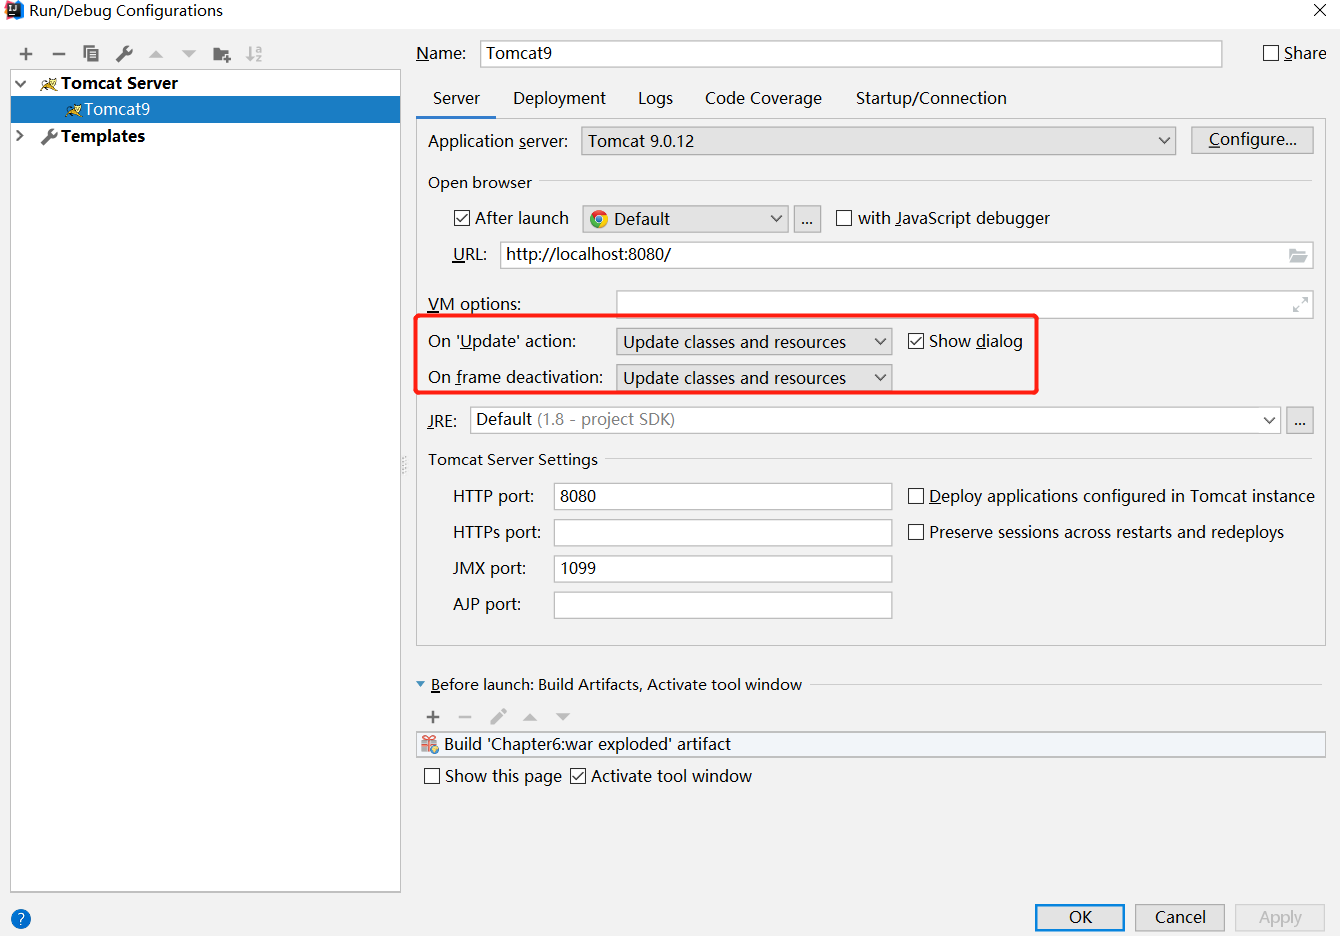 Run/Debug Configurations
Name: Tomcat9 Share
Tomcat Server
Tomcat9
Templates
Server Deployment Logs Code Coverage Startup/Connection
Application server: Tomcat 9.0.12 Configure...
Open browser
After launch Default ... with JavaScript debugger
URL: http://localhost:8080/
VM options:
On 'Update' action: Update classes and resources Show dialog
On frame deactivation: Update classes and resources
JRE: Default (1.8 - project SDK) ...
Tomcat Server Settings
HTTP port: 8080 Deploy applications configured in Tomcat instance
HTTPs port: Preserve sessions across restarts and redeploys
JMX port: 1099
AJP port:
Before launch: Build Artifacts, Activate tool window
Build 'Chapter6:war exploded' artifact
Show this page Activate tool window
? OK Cancel Apply